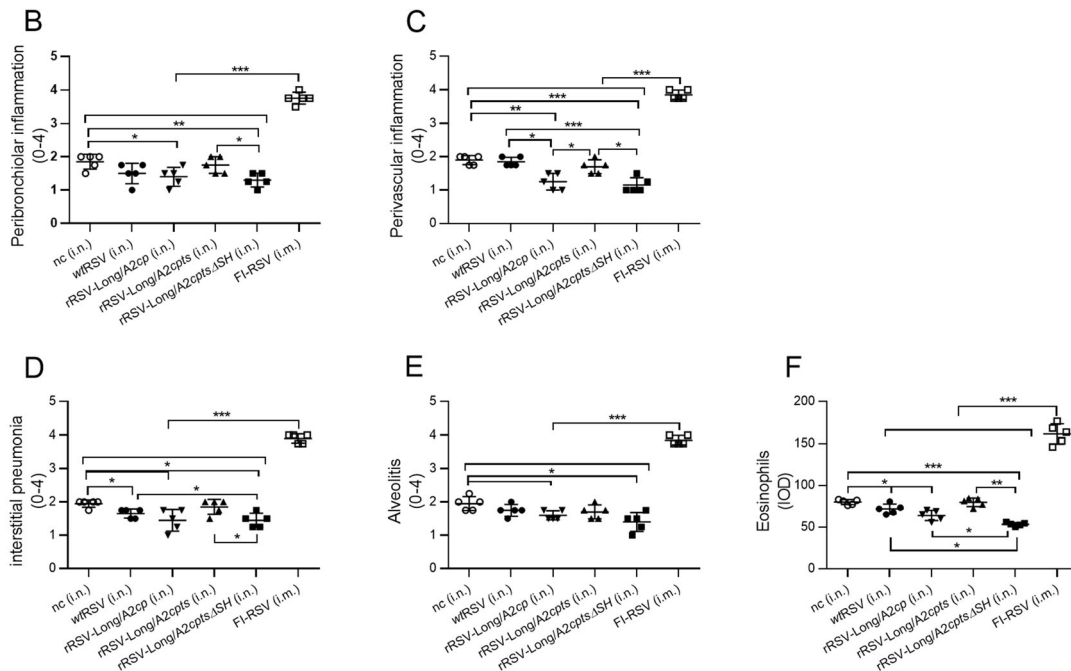 B
Peribronchiolar inflammation
(0-4)
5
4
3
2
1
0
***
**
*
*
nc (i.n.)
wtRSV (i.n.)
rRSV-Long/A2cp (i.n.)
rRSV-Long/A2cpts (i.n.)
rRSV-Long/A2cptsΔSH (i.n.)
FI-RSV (i.m.)
C
Perivascular inflammation
(0-4)
5
4
3
2
1
0
***
***
**
***
*
*
*
nc (i.n.)
wtRSV (i.n.)
rRSV-Long/A2cp (i.n.)
rRSV-Long/A2cpts (i.n.)
rRSV-Long/A2cptsΔSH (i.n.)
FI-RSV (i.m.)
D
interstitial pneumonia
(0-4)
5
4
3
2
1
0
***
*
*
*
*
nc (i.n.)
wtRSV (i.n.)
rRSV-Long/A2cp (i.n.)
rRSV-Long/A2cpts (i.n.)
rRSV-Long/A2cptsΔSH (i.n.)
FI-RSV (i.m.)
E
Alveolitis
(0-4)
5
4
3
2
1
0
***
*
nc (i.n.)
wtRSV (i.n.)
rRSV-Long/A2cp (i.n.)
rRSV-Long/A2cpts (i.n.)
rRSV-Long/A2cptsΔSH (i.n.)
FI-RSV (i.m.)
F
Eosinophils
(IOD)
200
150
100
50
0
***
***
*
**
*
*
nc (i.n.)
wtRSV (i.n.)
rRSV-Long/A2cp (i.n.)
rRSV-Long/A2cpts (i.n.)
rRSV-Long/A2cptsΔSH (i.n.)
FI-RSV (i.m.)